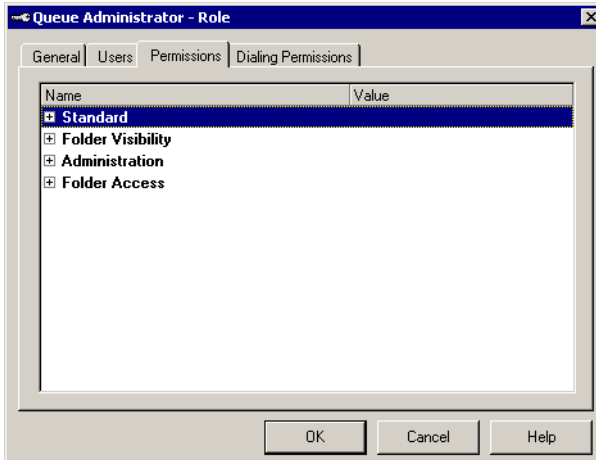 Queue Administrator - Role
General Users Permissions Dialing Permissions
Name Value
Standard
Folder Visibility
Administration
Folder Access
OK Cancel Help